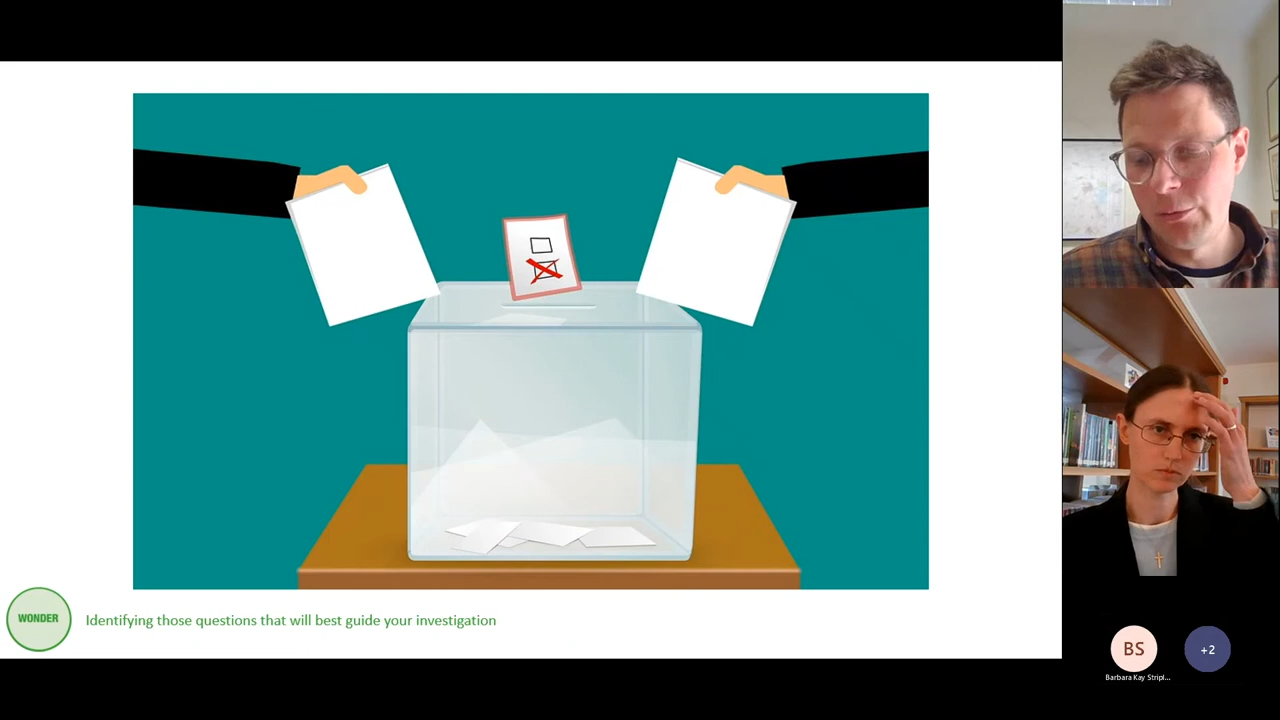 WONDER
Identifying those questions that will best guide your investigation
BS
+2
Barbara Kay Stripl...